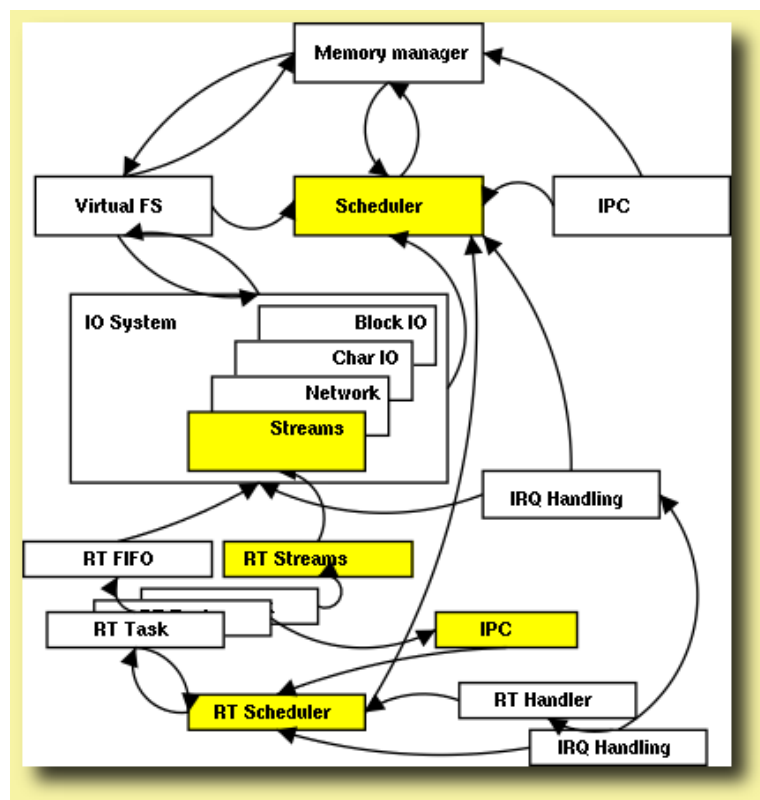 Memory manager
Virtual FS
Scheduler
IPC
IO System
Block IO
Char IO
Network
Streams
IRQ Handling
RT FIFO
RT Streams
RT Task
IPC
RT Scheduler
RT Handler
IRQ Handling